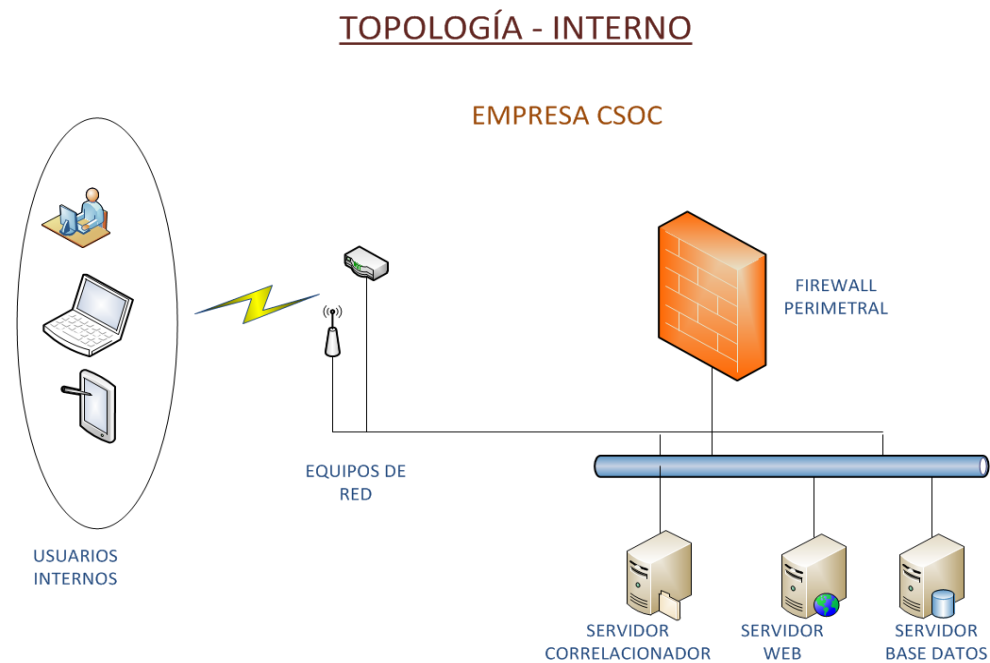 TOPOLOGÍA - INTERNO
EMPRESA CSOC
FIREWALL
PERIMETRAL
EQUIPOS DE
RED
USUARIOS
INTERNOS
SERVIDOR
CORRELACIONADOR
SERVIDOR
WEB
SERVIDOR
BASE DATOS